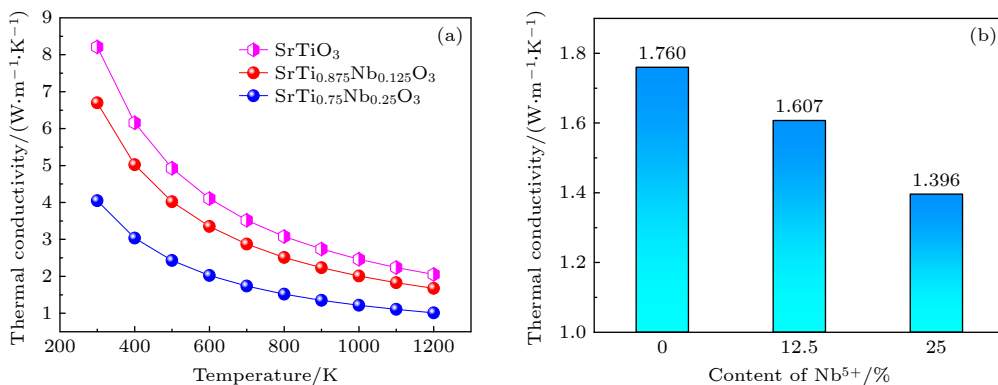 (a)
SrTiO₃
SrTi₀.₈₇₅Nb₀.₁₂₅O₃
SrTi₀.₇₅Nb₀.₂₅O₃
Thermal conductivity/(W·m⁻¹·K⁻¹)
9
8
7
6
5
4
3
2
1
200 400 600 800 1000 1200
Temperature/K
(b)
Thermal conductivity/(W·m⁻¹·K⁻¹)
1.8
1.6
1.4
1.2
1.0
1.760
1.607
1.396
0 12.5 25
Content of Nb⁵⁺/%